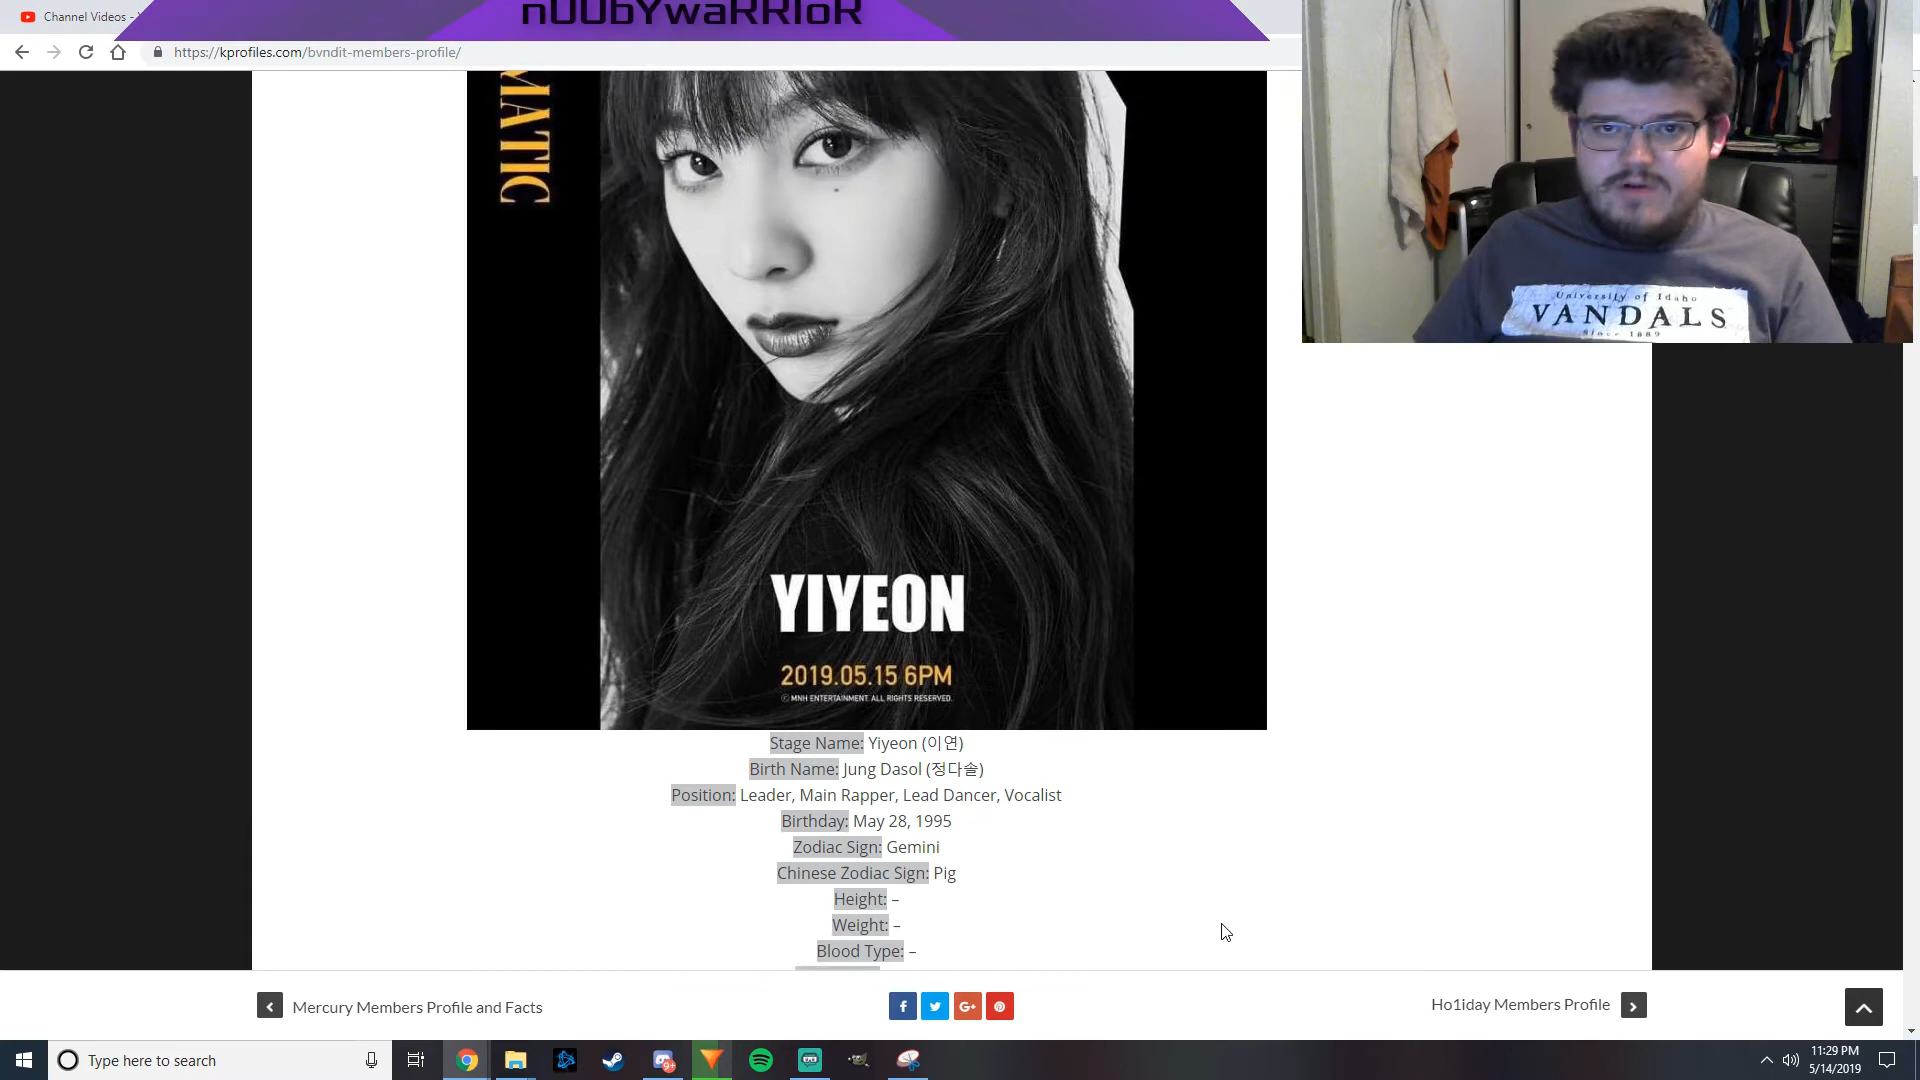 Channel Videos -
nUUbYwaRRIoR
https://kprofiles.com/bvndit-members-profile/
MATIC
University of Idaho
VANDALS
Since 1889
YIYEON
2019.05.15 6PM
© MNH ENTERTAINMENT. ALL RIGHTS RESERVED.
Stage Name: Yiyeon (이연)
Birth Name: Jung Dasol (정다솔)
Position: Leader, Main Rapper, Lead Dancer, Vocalist
Birthday: May 28, 1995
Zodiac Sign: Gemini
Chinese Zodiac Sign: Pig
Height: –
Weight: –
Blood Type: –
Mercury Members Profile and Facts
Ho1iday Members Profile
Type here to search
11:29 PM
5/14/2019